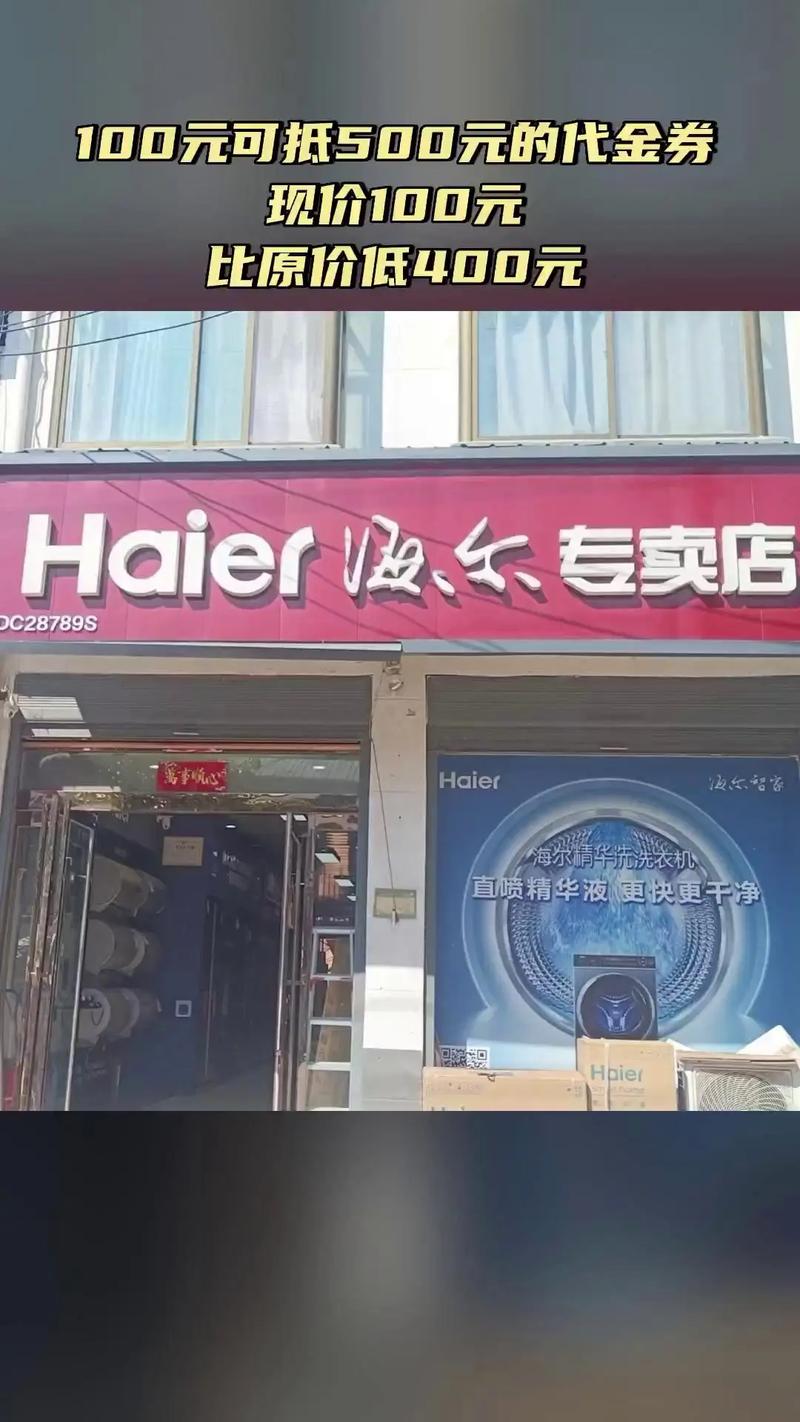 100元可抵500元的代金券
现价100元
比原价低400元
Haier 海尔 专卖店
DC28789S
萬事順心
Haier
海尔智家
海尔精华洗洗衣机
直喷精华液 更快更干净
Haier